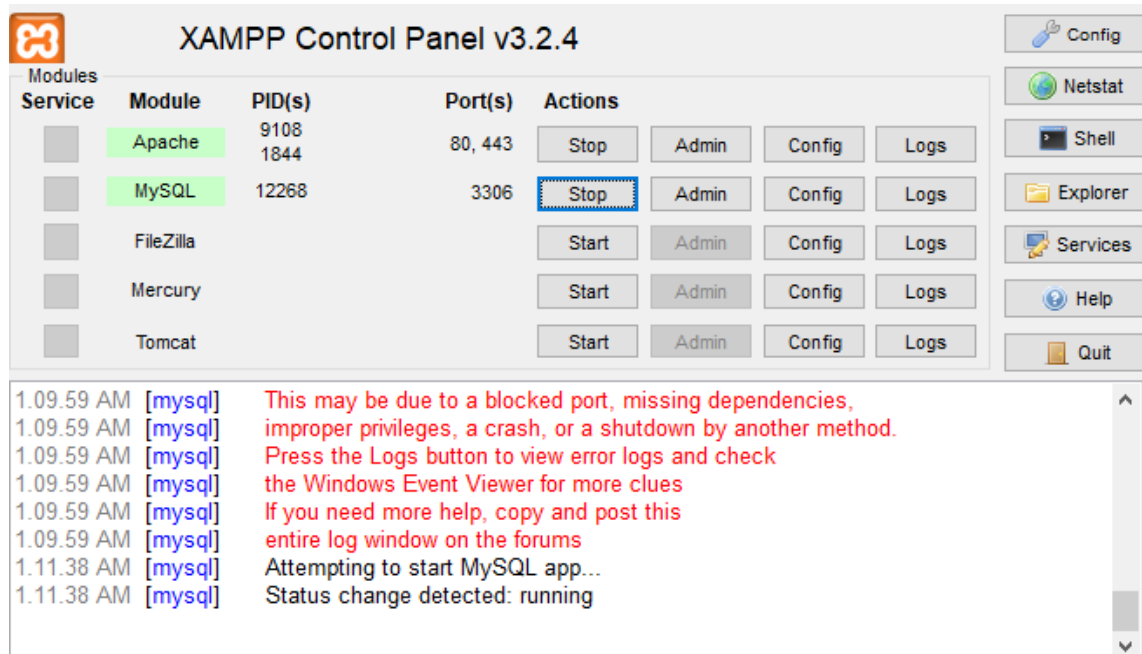 XAMPP Control Panel v3.2.4
Config
Modules
Service Module PID(s) Port(s) Actions
Netstat
Apache 9108 1844 80, 443 Stop Admin Config Logs
Shell
MySQL 12268 3306 Stop Admin Config Logs
Explorer
FileZilla Start Admin Config Logs
Services
Mercury Start Admin Config Logs
Help
Tomcat Start Admin Config Logs
Quit
1.09.59 AM [mysql] This may be due to a blocked port, missing dependencies,
1.09.59 AM [mysql] improper privileges, a crash, or a shutdown by another method.
1.09.59 AM [mysql] Press the Logs button to view error logs and check
1.09.59 AM [mysql] the Windows Event Viewer for more clues
1.09.59 AM [mysql] If you need more help, copy and post this
1.09.59 AM [mysql] entire log window on the forums
1.11.38 AM [mysql] Attempting to start MySQL app...
1.11.38 AM [mysql] Status change detected: running